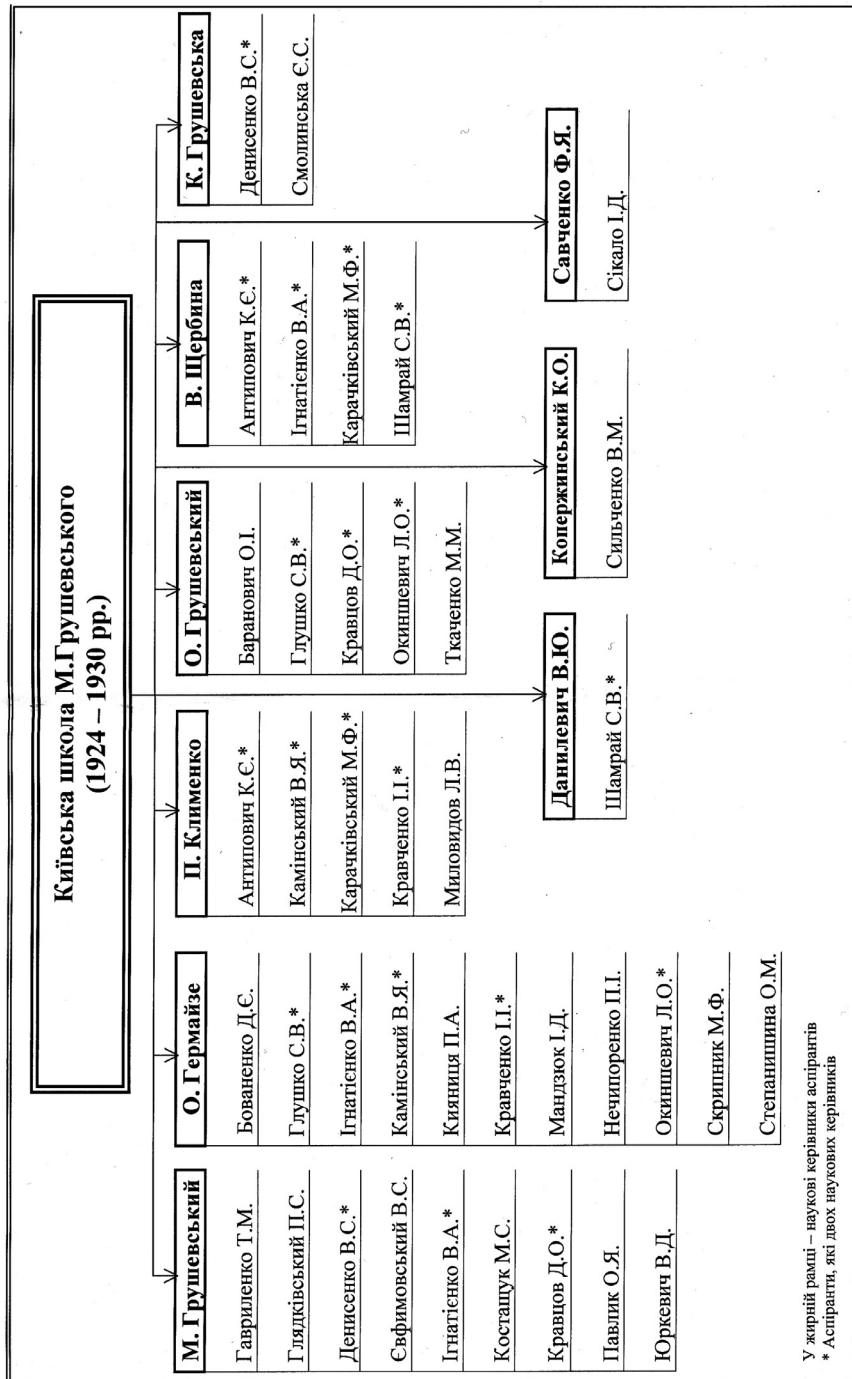 Київська школа М.Грушевського
(1924 – 1930 рр.)
М. Грушевський
Гавриленко Т.М.
Глядківський П.С.
Денисенко В.С.*
Євфимовський В.С.
Ігнатієнко В.А.*
Костащук М.С.
Кравцов Д.О.*
Павлик О.Я.
Юркевич В.Д.
О. Гермайзе
Бованенко Д.Є.
Глушко С.В.*
Ігнатієнко В.А.*
Камінський В.Я.*
Кияниця П.А.
Кравченко І.І.*
Мандзюк І.Д.
Нечипоренко П.І.
Окиншевич Л.О.*
Скрипник М.Ф.
Степанишина О.М.
П. Клименко
Антипович К.Є.*
Камінський В.Я.*
Карачківський М.Ф.*
Кравченко І.І.*
Миловидов Л.В.
О. Грушевський
Баранович О.І.
Глушко С.В.*
Кравцов Д.О.*
Окиншевич Л.О.*
Ткаченко М.М.
В. Щербина
Антипович К.Є.*
Ігнатієнко В.А.*
Карачківський М.Ф.*
Шамрай С.В.*
К. Грушевська
Денисенко В.С.*
Смолинська Є.С.
Данилевич В.Ю.
Шамрай С.В.*
Копержинський К.О.
Сильченко В.М.
Савченко Ф.Я.
Сікало І.Д.
У жирній рамці – наукові керівники аспірантів
* Аспіранти, які двох наукових керівників